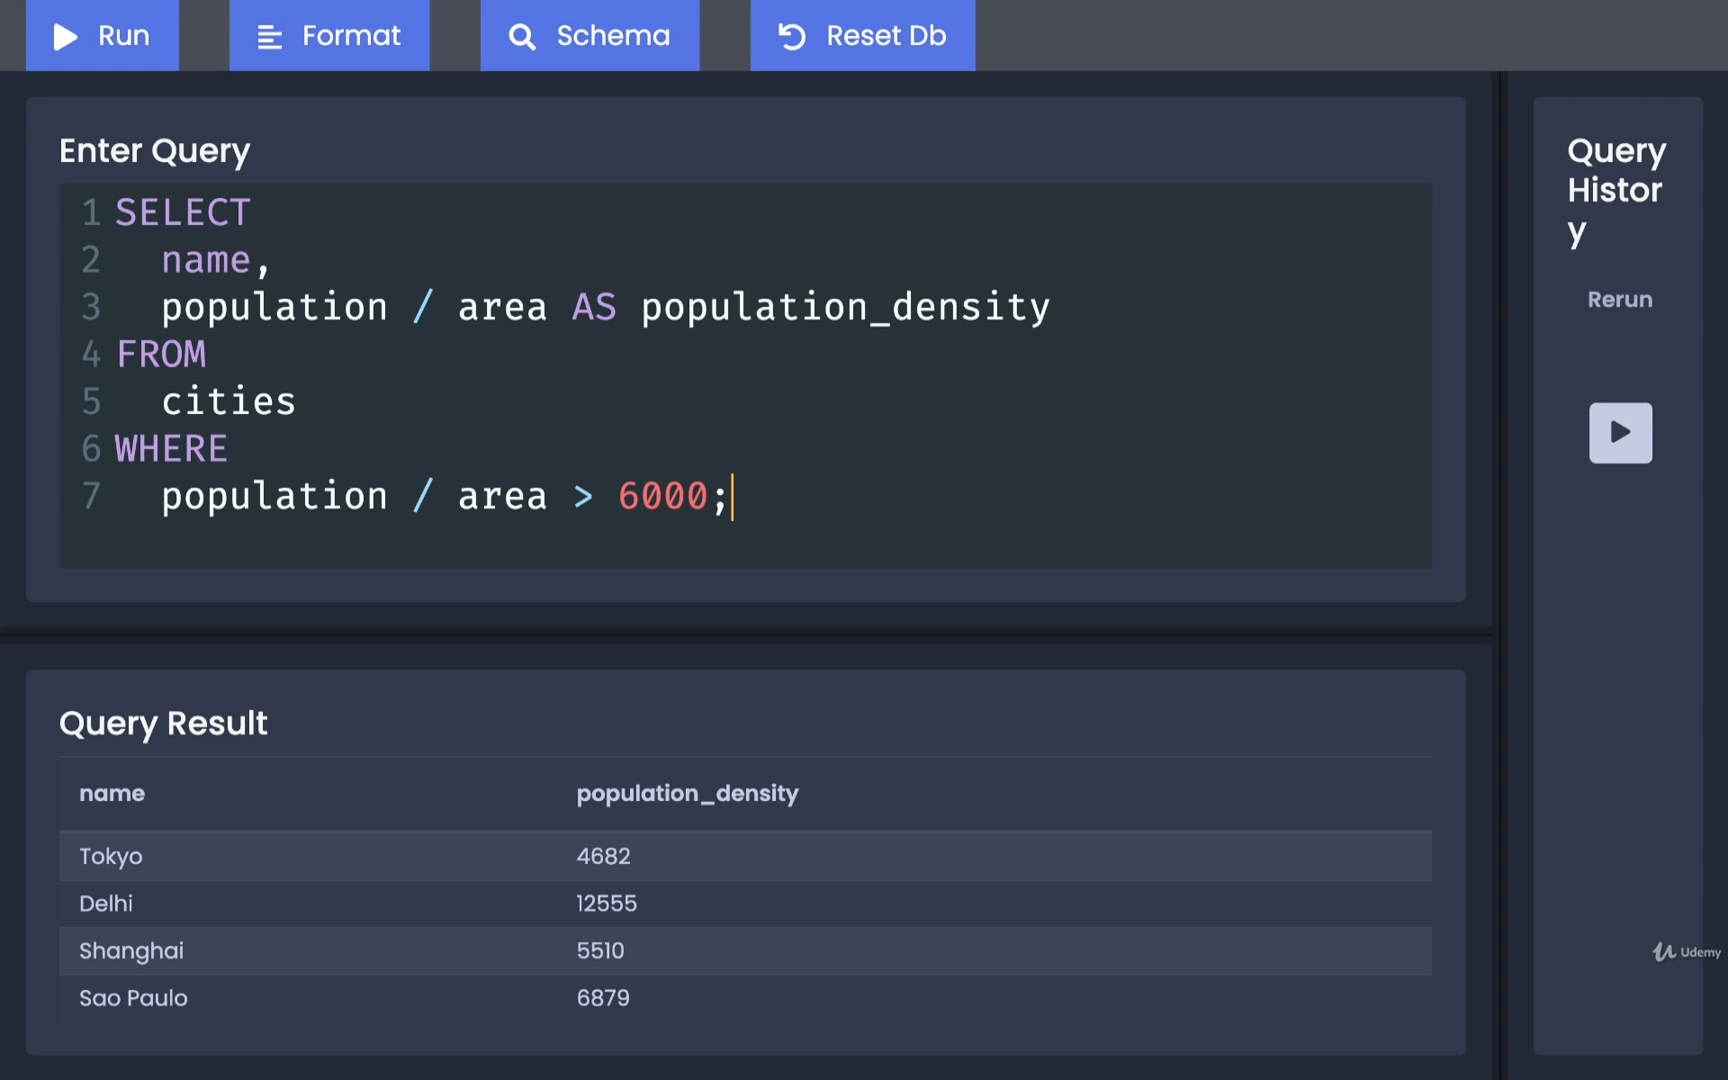 Run Format Schema Reset Db
Enter Query
1 SELECT
2 name,
3 population / area AS population_density
4 FROM
5 cities
6 WHERE
7 population / area > 6000;
Query
Histor
y
Rerun
Query Result
name population_density
Tokyo 4682
Delhi 12555
Shanghai 5510
Sao Paulo 6879
Udemy